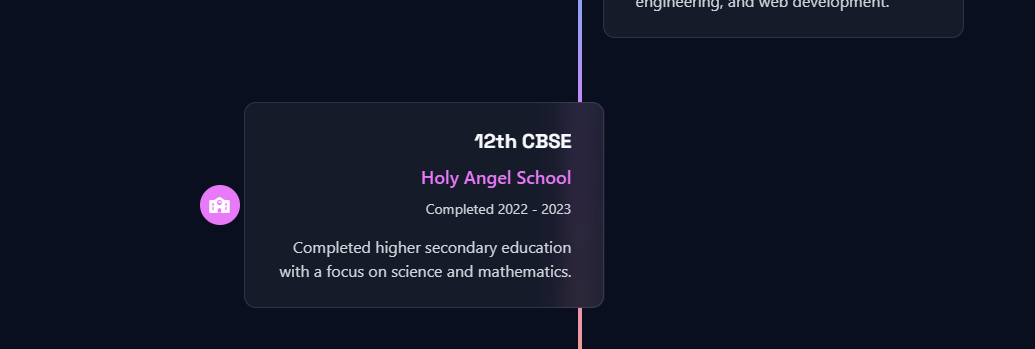 engineering, and web development.
12th CBSE
Holy Angel School
Completed 2022 - 2023
Completed higher secondary education
with a focus on science and mathematics.